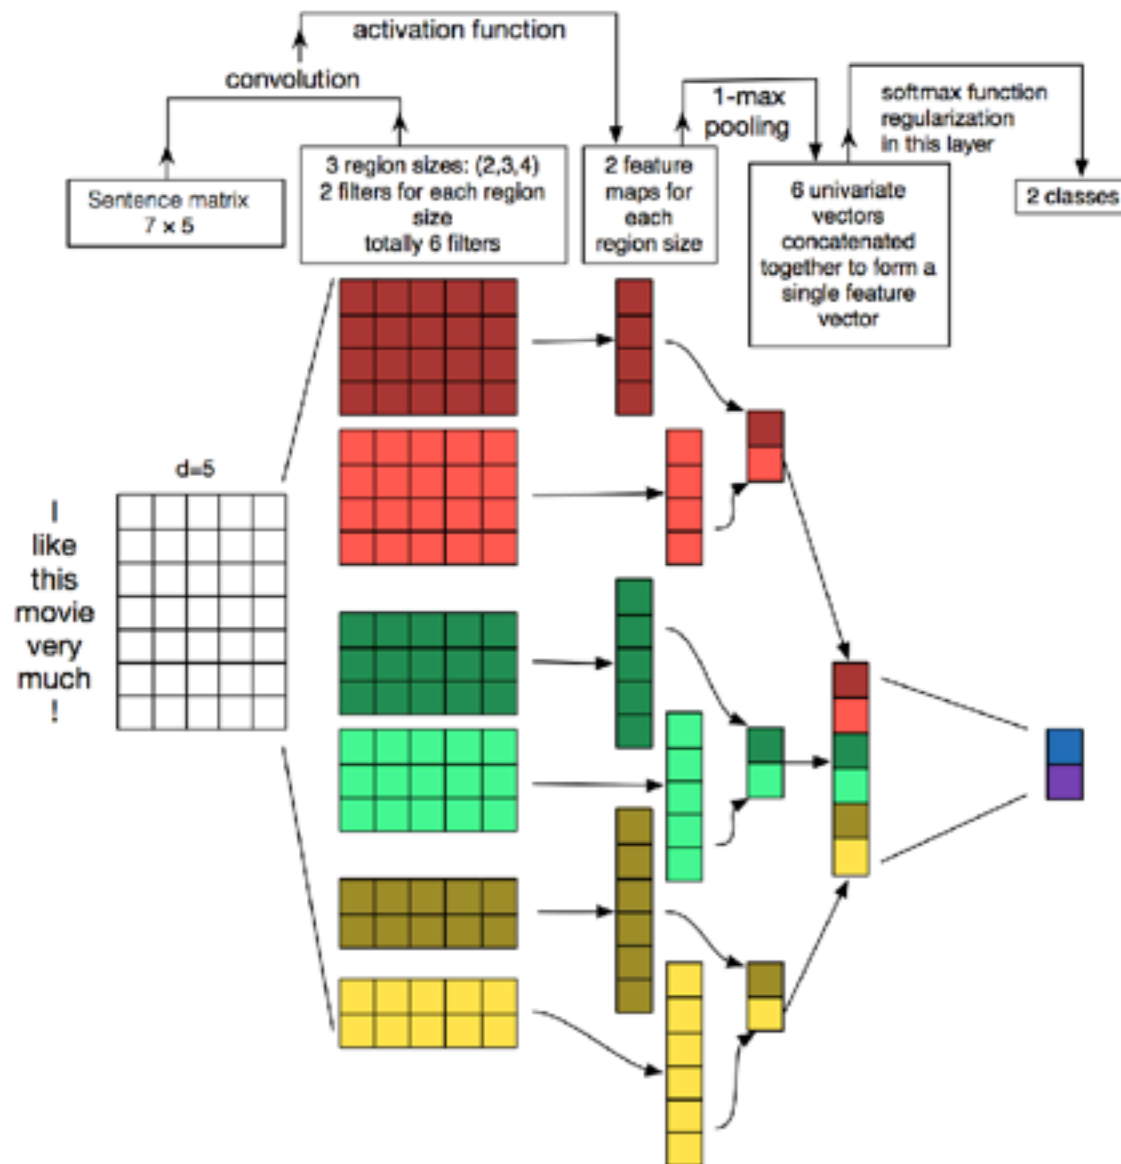 activation function
convolution
1-max
pooling
softmax function
regularization
in this layer
Sentence matrix
7 × 5
3 region sizes: (2,3,4)
2 filters for each region
size
totally 6 filters
2 feature
maps for
each
region size
6 univariate
vectors
concatenated
together to form a
single feature
vector
2 classes
d=5
I
like
this
movie
very
much
!